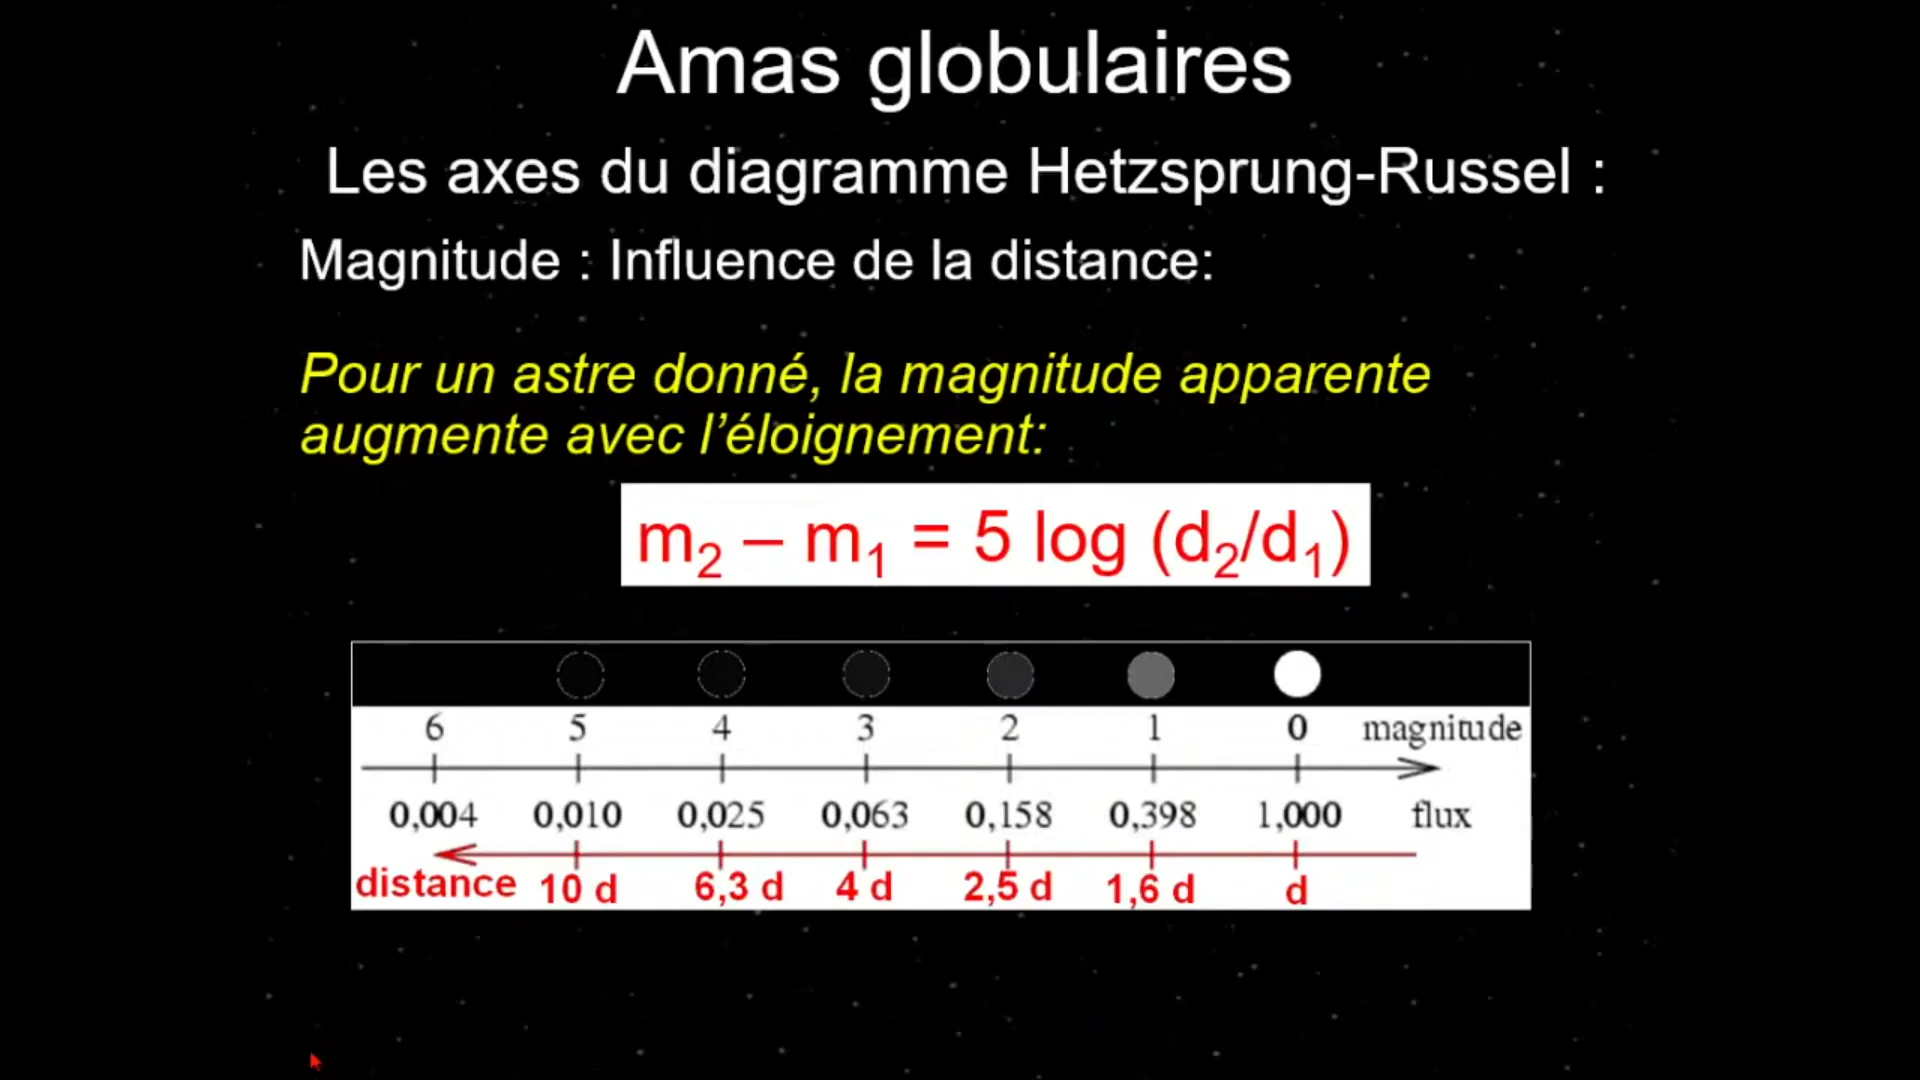 Amas globulaires
Les axes du diagramme Hetzsprung-Russel :
Magnitude : Influence de la distance:
Pour un astre donné, la magnitude apparente
augmente avec l’éloignement:
m₂ – m₁ = 5 log (d₂/d₁)
6 5 4 3 2 1 0 magnitude
0,004 0,010 0,025 0,063 0,158 0,398 1,000 flux
distance 10 d 6,3 d 4 d 2,5 d 1,6 d d